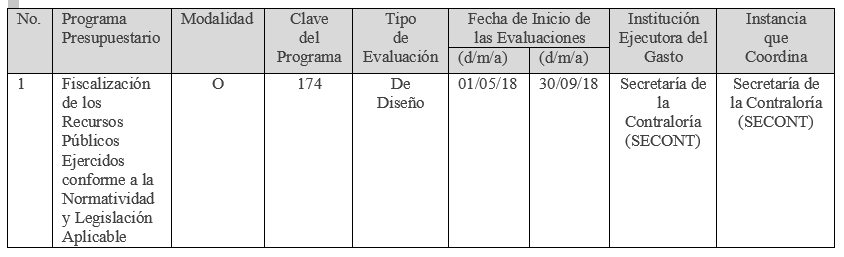 No.
Programa
Presupuestario
Modalidad
Clave
del
Programa
Tipo
de
Evaluación
Fecha de Inicio de
las Evaluaciones
(d/m/a)
(d/m/a)
Institución
Ejecutora del
Gasto
Instancia
que
Coordina
1
Fiscalización
de los
Recursos
Públicos
Ejercidos
conforme a la
Normatividad
y Legislación
Aplicable
O
174
De
Diseño
01/05/18
30/09/18
Secretaría de
la
Contraloría
(SECONT)
Secretaría de
la Contraloría
(SECONT)